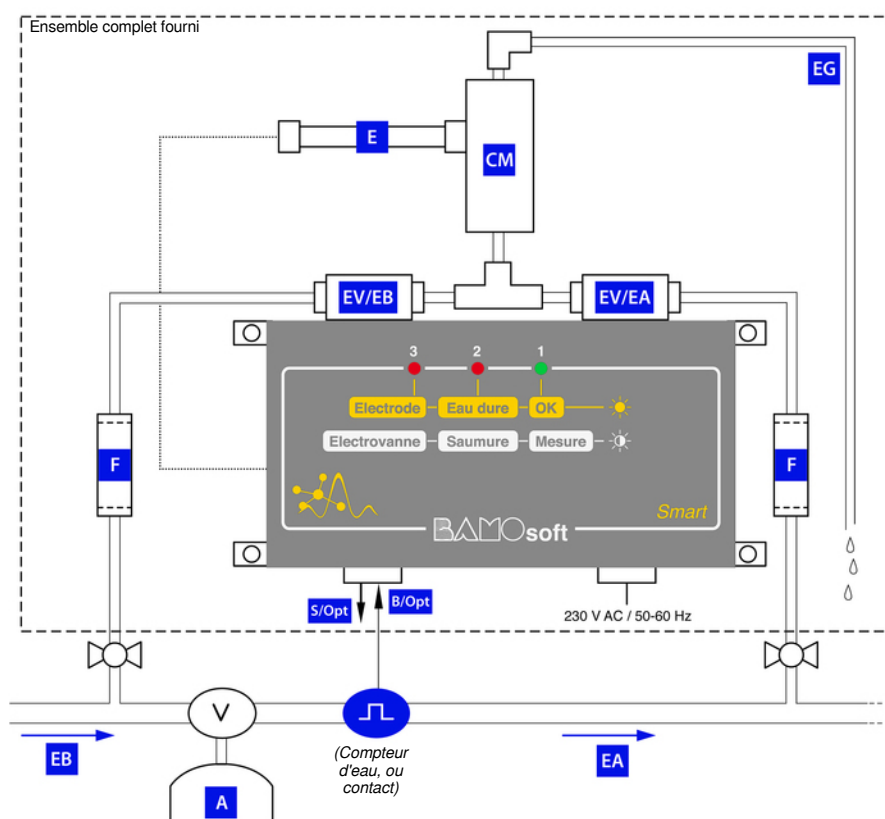 Ensemble complet fourni
EG
E
CM
EV/EB
EV/EA
3 2 1
Electrode Eau dure OK
Electrovanne Saumure Mesure
F
F
Smart
BAMOsoft
S/Opt
B/Opt
230 V AC / 50-60 Hz
V
EB
(Compteur
d'eau, ou
contact)
EA
A